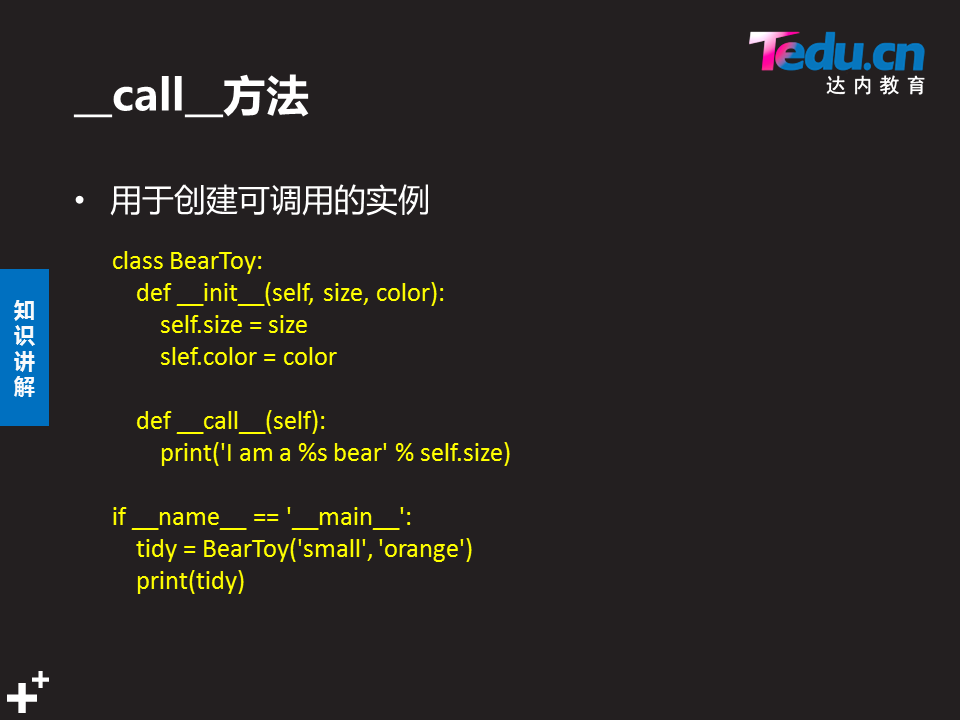 Tedu.cn
达内教育
__call__方法
• 用于创建可调用的实例
class BearToy:
    def __init__(self, size, color):
        self.size = size
        slef.color = color
    def __call__(self):
        print('I am a %s bear' % self.size)
if __name__ == '__main__':
    tidy = BearToy('small', 'orange')
    print(tidy)
知
识
讲
解